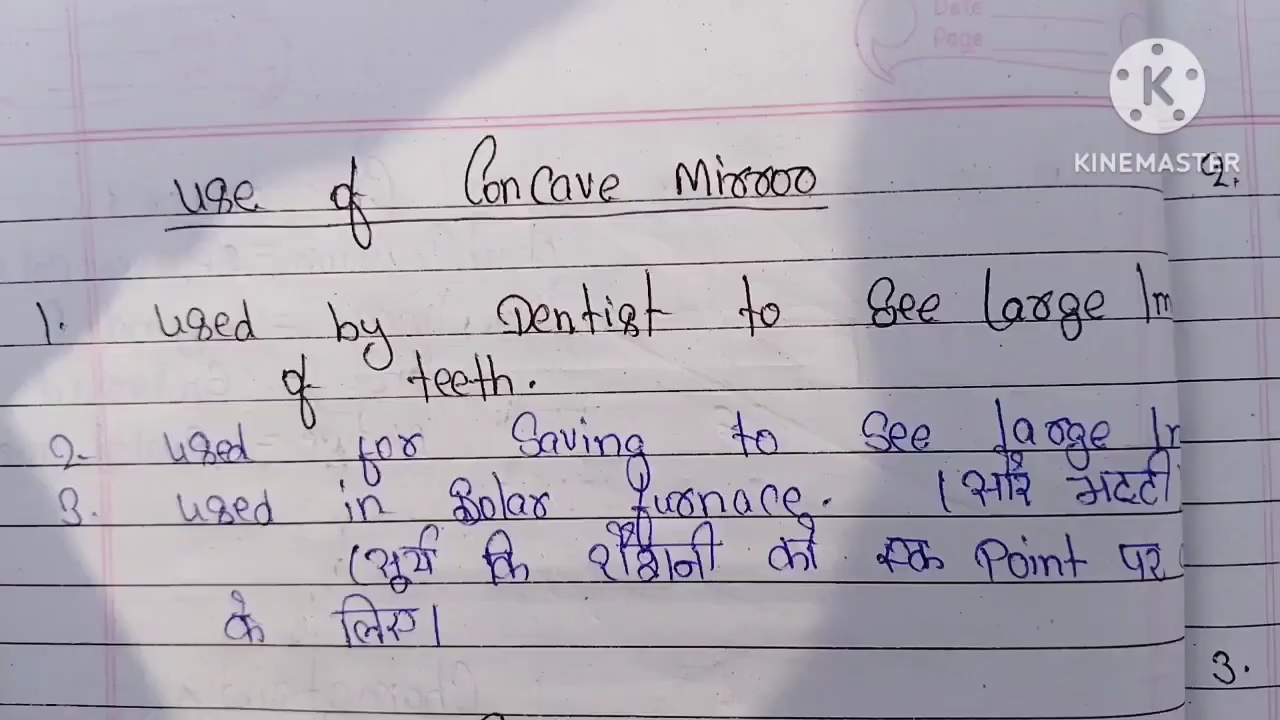 Date
Page
KINEMASTER
use of Concave Mirror
2.
1. used by Dentist to see large Im
of teeth.
2. used for Saving to see large Im
3. used in Solar furnace. (सौर भटटी
(सूर्य कि रोशनी को एक Point पर
के लिए।
3.